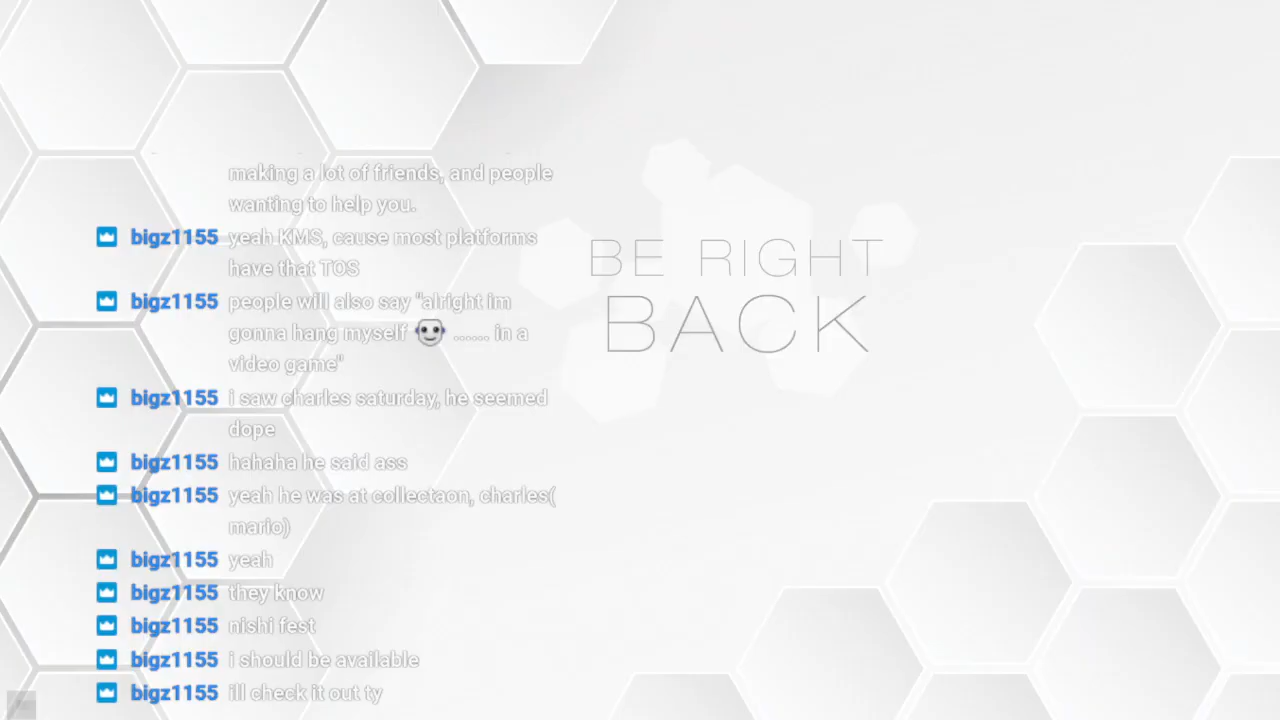 making a lot of friends, and people
wanting to help you.
bigz1155 yeah KMS, cause most platforms
have that TOS
bigz1155 people will also say "alright im
gonna hang myself ...... in a
video game"
bigz1155 i saw charles saturday, he seemed
dope
bigz1155 hahaha he said ass
bigz1155 yeah he was at collectaon, charles(
mario)
bigz1155 yeah
bigz1155 they know
bigz1155 nishi fest
bigz1155 i should be available
bigz1155 ill check it out ty
BE RIGHT
BACK